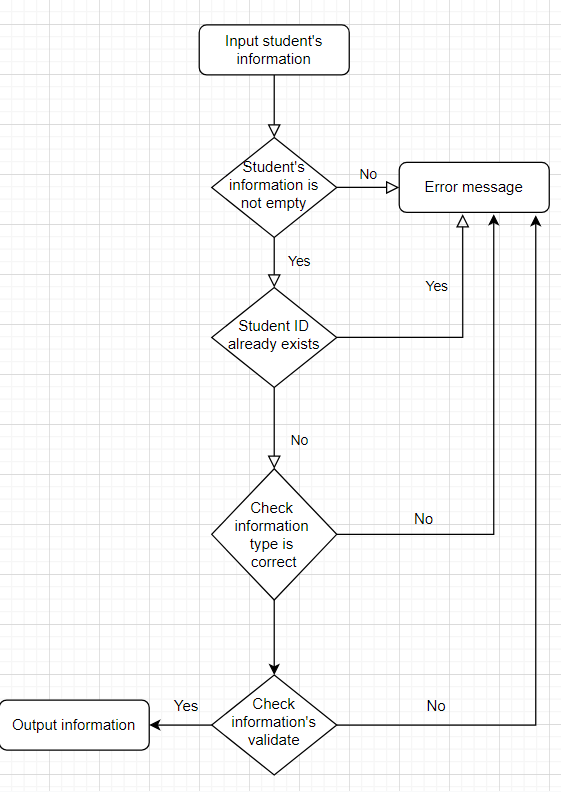 Input student's
information
Student's
information is
not empty
No
Error message
Yes
Yes
Student ID
already exists
No
Check
information
type is
correct
No
Check
information's
validate
Yes
No
Output information